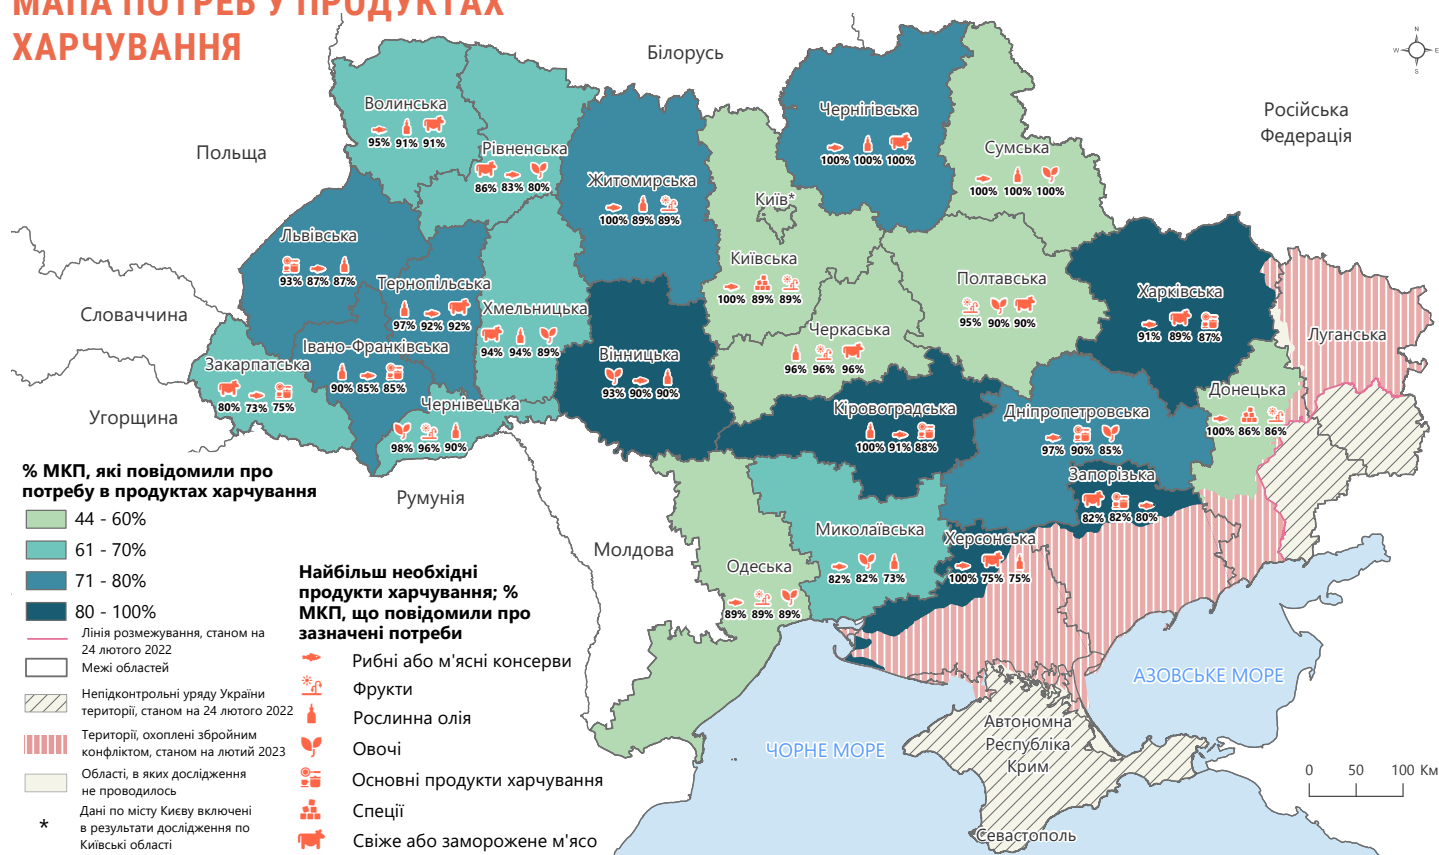 МАПА ПОТРЕБ У ПРОДУКТАХ
ХАРЧУВАННЯ
Білорусь
N
W
E
S
Російська
Федерація
Польща
Словаччина
Угорщина
Румунія
Молдова
Волинська
95% 91% 91%
Рівненська
86% 83% 80%
Житомирська
100% 89% 89%
Чернігівська
100% 100% 100%
Сумська
100% 100% 100%
Київ*
Київська
100% 89% 89%
Львівська
93% 87% 87%
Тернопільська
97% 92% 92%
Хмельницька
94% 94% 89%
Полтавська
95% 90% 90%
Харківська
91% 89% 87%
Луганська
Черкаська
96% 96% 96%
Вінницька
93% 90% 90%
Івано-Франківська
90% 85% 85%
Закарпатська
80% 73% 75%
Чернівецька
98% 96% 90%
Кіровоградська
100% 91% 88%
Дніпропетровська
97% 90% 85%
Донецька
100% 86% 86%
Запорізька
82% 82% 80%
Миколаївська
82% 82% 73%
Херсонська
100% 75% 75%
Одеська
89% 89% 89%
АЗОВСЬКЕ МОРЕ
ЧОРНЕ МОРЕ
Автономна
Республіка
Крим
Севастополь
0 50 100 Км
% МКП, які повідомили про
потребу в продуктах харчування
44 - 60%
61 - 70%
71 - 80%
80 - 100%
Лінія розмежування, станом на
24 лютого 2022
Межі областей
Непідконтрольні уряду України
території, станом на 24 лютого 2022
Території, охоплені збройним
конфліктом, станом на лютий 2023
Області, в яких дослідження
не проводилось
* Дані по місту Києву включені
в результати дослідження по
Київські області
Найбільш необхідні
продукти харчування; %
МКП, що повідомили про
зазначені потреби
Рибні або м'ясні консерви
Фрукти
Рослинна олія
Овочі
Основні продукти харчування
Спеції
Свіже або заморожене м'ясо